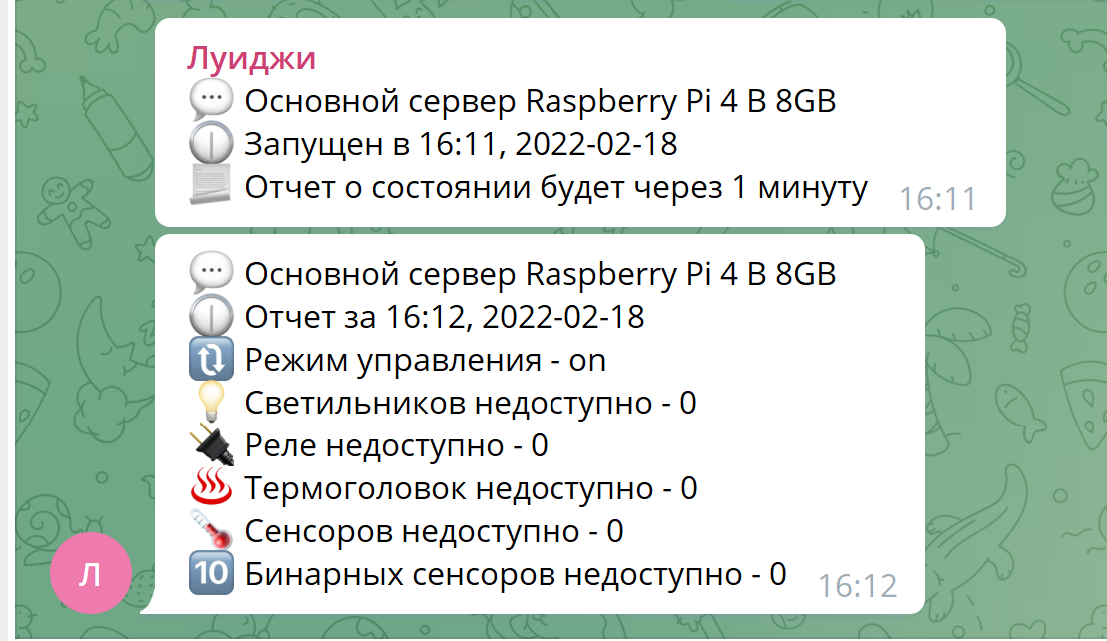 Луиджи
💬 Основной сервер Raspberry Pi 4 B 8GB
Запущен в 16:11, 2022-02-18
Отчет о состоянии будет через 1 минуту
16:11
💬 Основной сервер Raspberry Pi 4 B 8GB
Отчет за 16:12, 2022-02-18
Режим управления - on
Светильников недоступно - 0
Реле недоступно - 0
Термоголовок недоступно - 0
Сенсоров недоступно - 0
🔟 Бинарных сенсоров недоступно - 0
16:12
Л